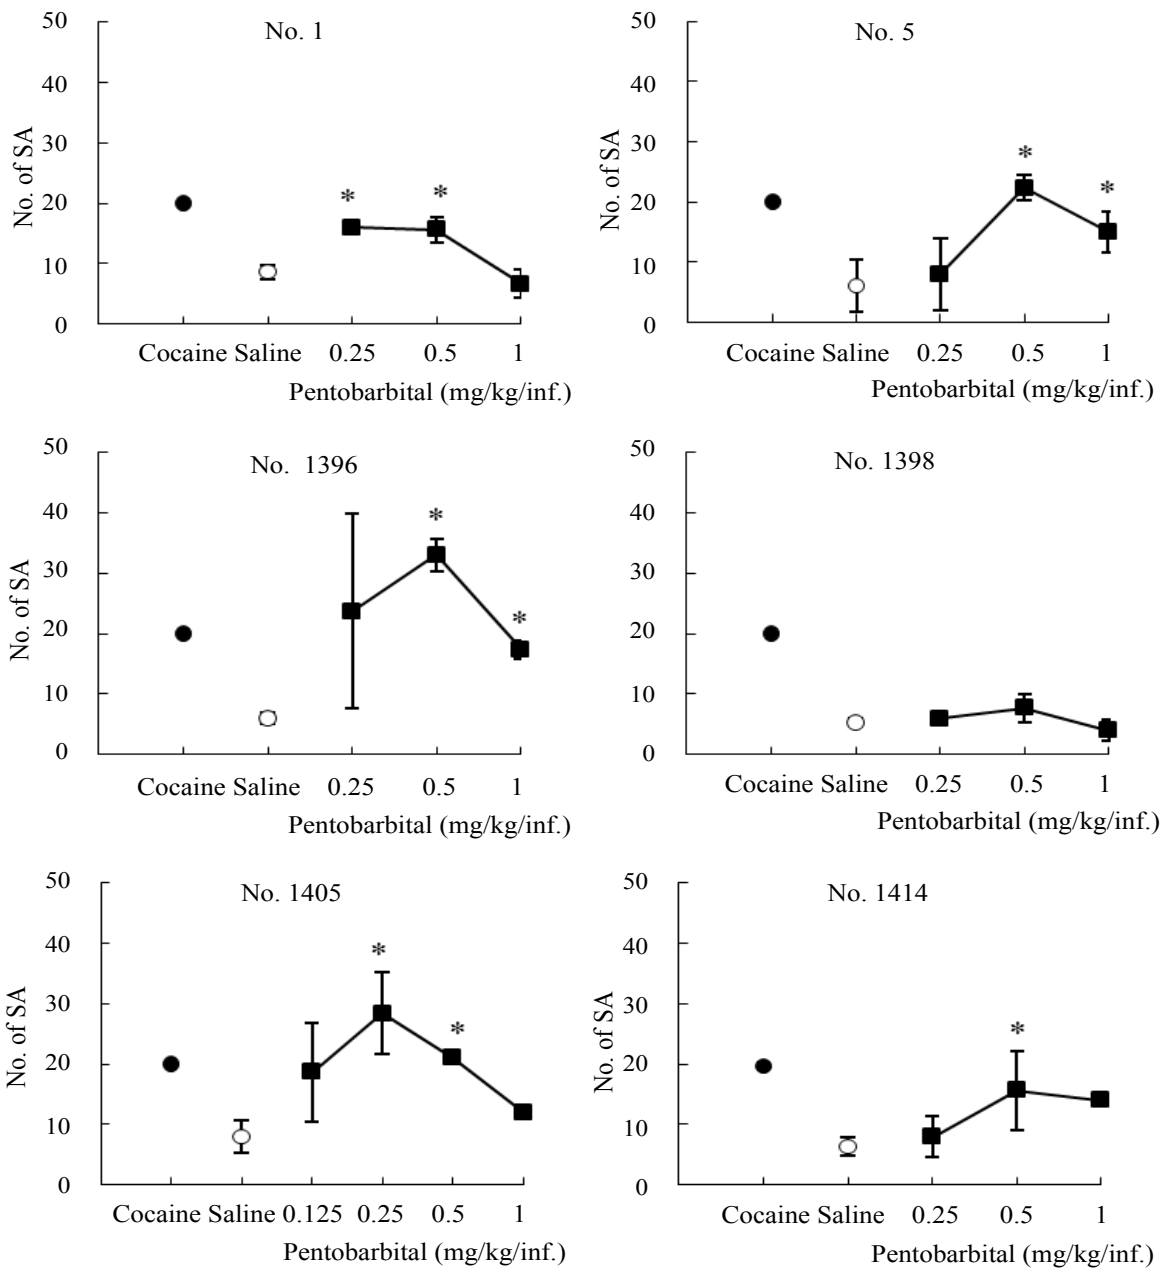 No. 1
50
40
30
20
10
0
No. of SA
* *
Cocaine Saline 0.25 0.5 1
Pentobarbital (mg/kg/inf.)
No. 5
50
40
30
20
10
0
No. of SA
* *
Cocaine Saline 0.25 0.5 1
Pentobarbital (mg/kg/inf.)
No. 1396
50
40
30
20
10
0
No. of SA
* *
Cocaine Saline 0.25 0.5 1
Pentobarbital (mg/kg/inf.)
No. 1398
50
40
30
20
10
0
No. of SA
Cocaine Saline 0.25 0.5 1
Pentobarbital (mg/kg/inf.)
No. 1405
50
40
30
20
10
0
No. of SA
* *
Cocaine Saline 0.125 0.25 0.5 1
Pentobarbital (mg/kg/inf.)
No. 1414
50
40
30
20
10
0
No. of SA
*
Cocaine Saline 0.25 0.5 1
Pentobarbital (mg/kg/inf.)